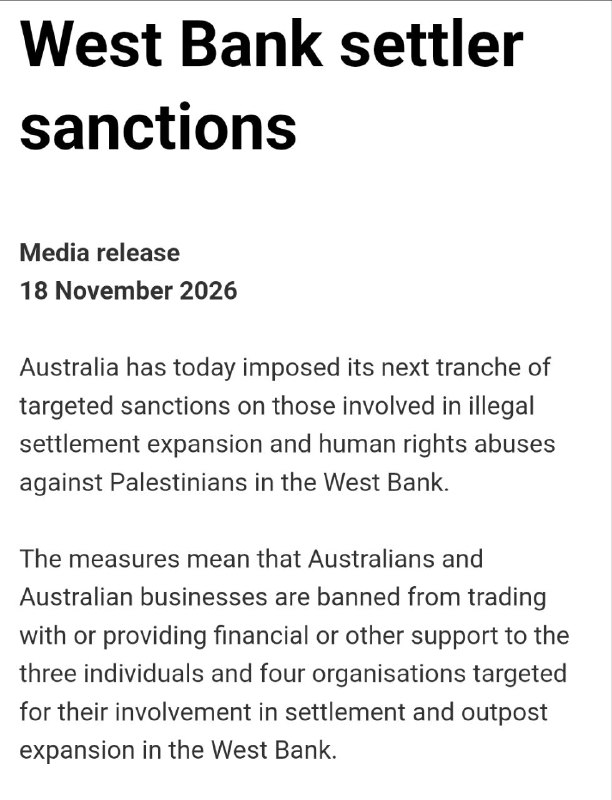 West Bank settler
sanctions
Media release
18 November 2026
Australia has today imposed its next tranche of
targeted sanctions on those involved in illegal
settlement expansion and human rights abuses
against Palestinians in the West Bank.
The measures mean that Australians and
Australian businesses are banned from trading
with or providing financial or other support to the
three individuals and four organisations targeted
for their involvement in settlement and outpost
expansion in the West Bank.